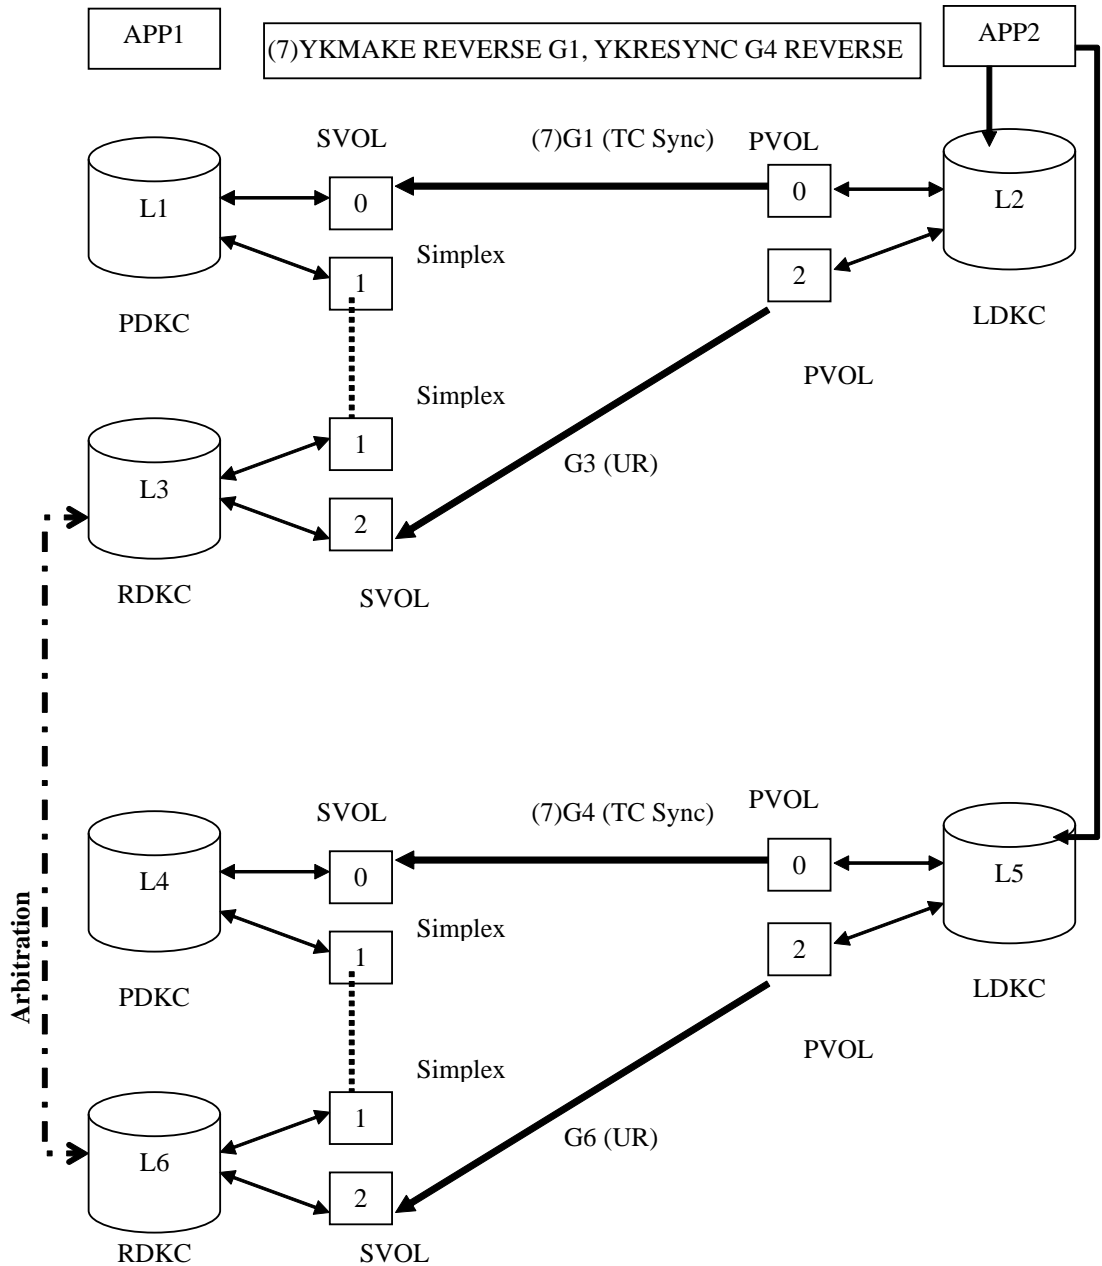 APP1
(7)YKMAKE REVERSE G1, YKRESYNC G4 REVERSE
APP2
SVOL
(7)G1 (TC Sync)
PVOL
L1
0
0
L2
Simplex
1
2
PDKC
LDKC
PVOL
Simplex
1
L3
G3 (UR)
2
RDKC
SVOL
SVOL
(7)G4 (TC Sync)
PVOL
L4
0
0
L5
Simplex
1
2
PDKC
LDKC
Arbitration
PVOL
Simplex
1
L6
G6 (UR)
2
RDKC
SVOL